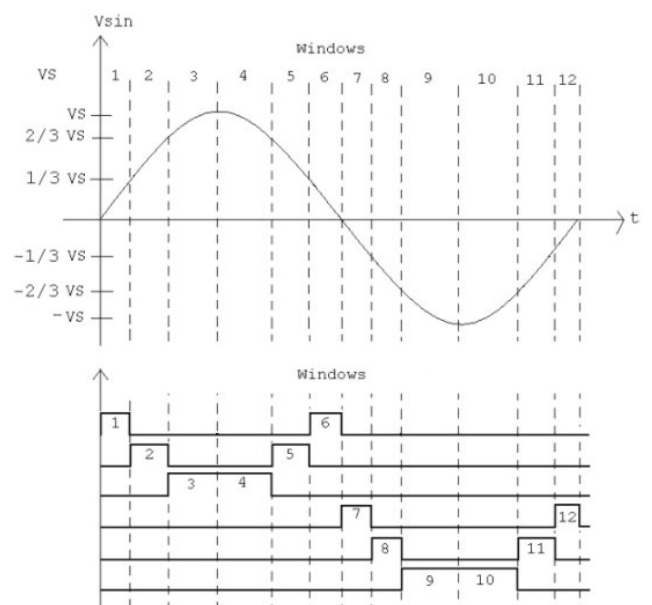 Vsin
Windows
VS 1 2 3 4 5 6 7 8 9 10 11 12
VS
2/3 VS
1/3 VS
t
-1/3 VS
-2/3 VS
-VS
Windows
1 6
2 5
3 4
7 12
8 11
9 10